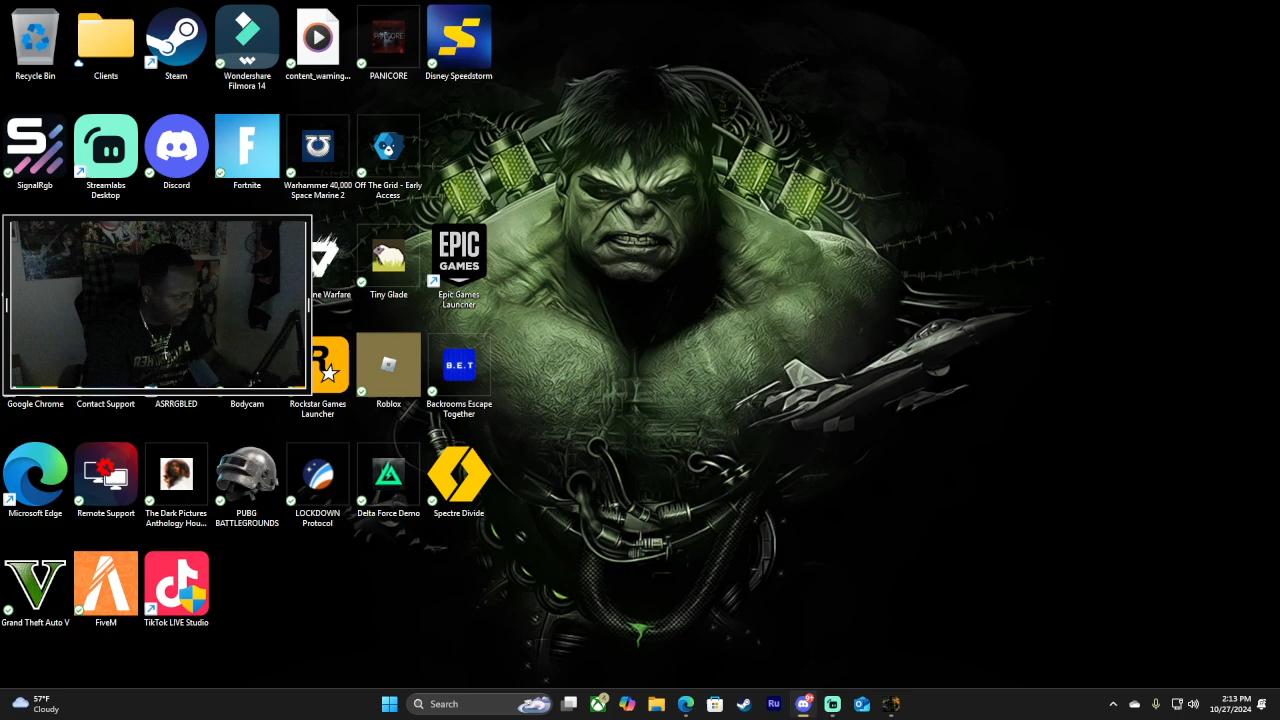 Recycle Bin
Clients
Steam
Wondershare
Filmora 14
content_warning...
PANICORE
Disney Speedstorm
SignalRgb
Streamlabs
Desktop
Discord
Fortnite
Warhammer 40,000
Space Marine 2
Off The Grid - Early
Access
ne Warfare
Tiny Glade
EPIC
GAMES
Epic Games
Launcher
Google Chrome
Contact Support
ASRRGBLED
Bodycam
Rockstar Games
Launcher
Roblox
B.E.T
Backrooms Escape
Together
Microsoft Edge
Remote Support
The Dark Pictures
Anthology Hou...
PUBG
BATTLEGROUNDS
LOCKDOWN
Protocol
Delta Force Demo
Spectre Divide
Grand Theft Auto V
FiveM
TikTok LIVE Studio
57°F
Cloudy
Search
Ru
2:13 PM
10/27/2024